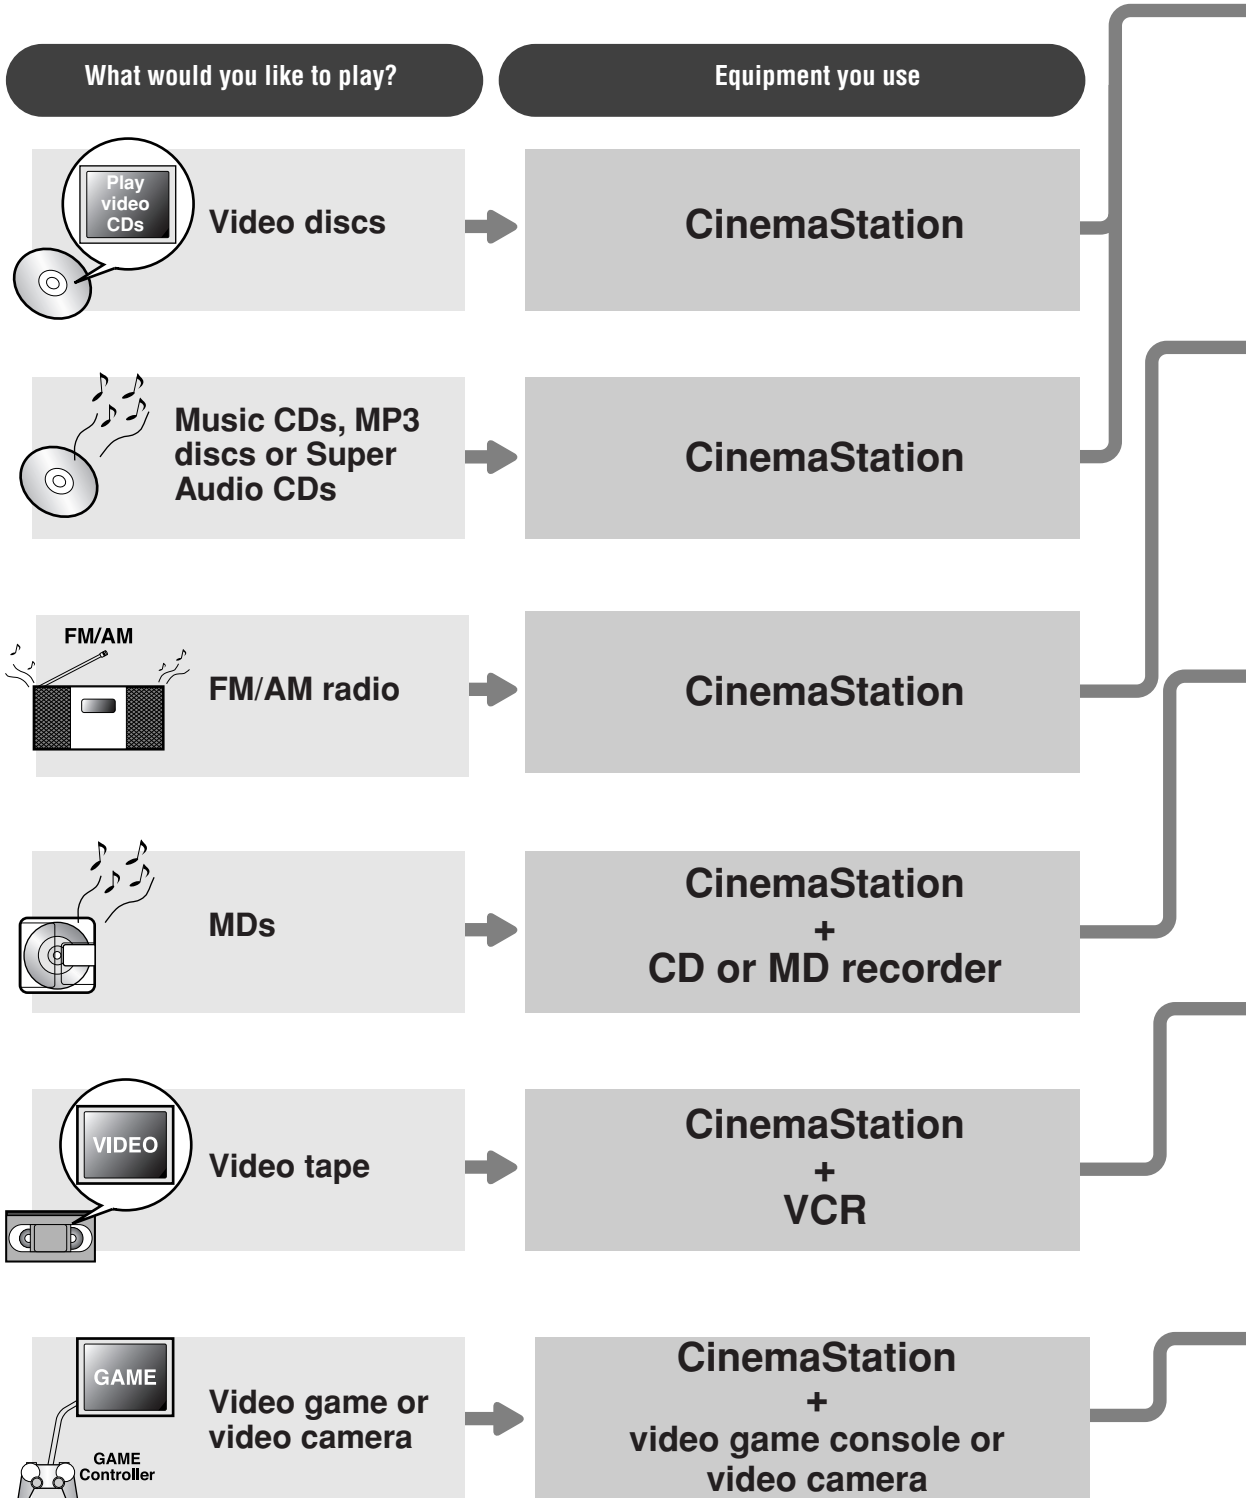 What would you like to play?
Equipment you use
Play
video
CDs
Video discs
CinemaStation
Music CDs, MP3
discs or Super
Audio CDs
CinemaStation
FM/AM
FM/AM radio
CinemaStation
MDs
CinemaStation
+
CD or MD recorder
VIDEO
Video tape
CinemaStation
+
VCR
GAME
GAME
Controller
Video game or
video camera
CinemaStation
+
video game console or
video camera